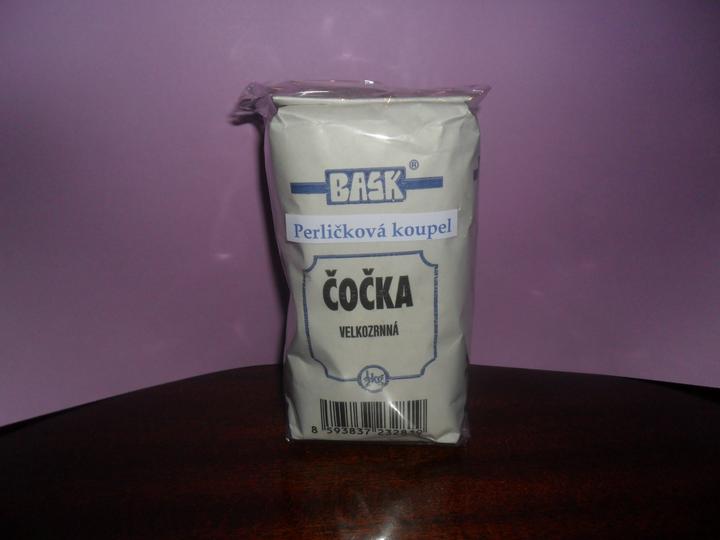 BASK ®
Perličková koupel
ČOČKA
VELKOZRNNÁ